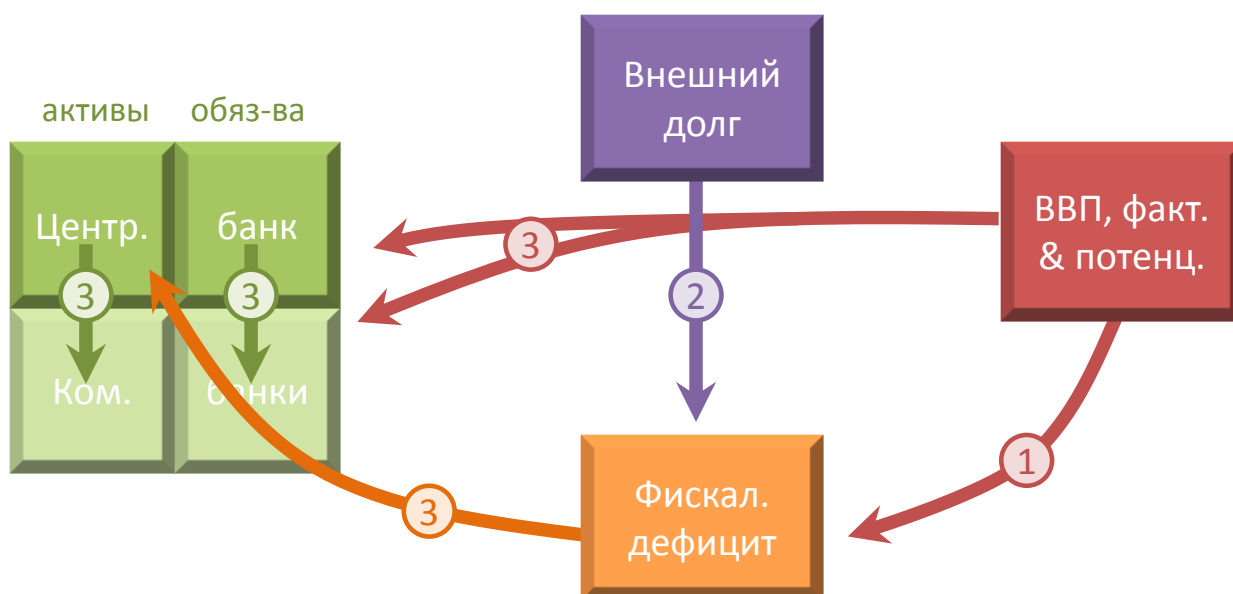 Внешний
долг
активы обяз-ва
Центр. банк
ВВП, факт.
& потенц.
3
3 3
2
Ком. банки
1
3
Фискал.
дефицит